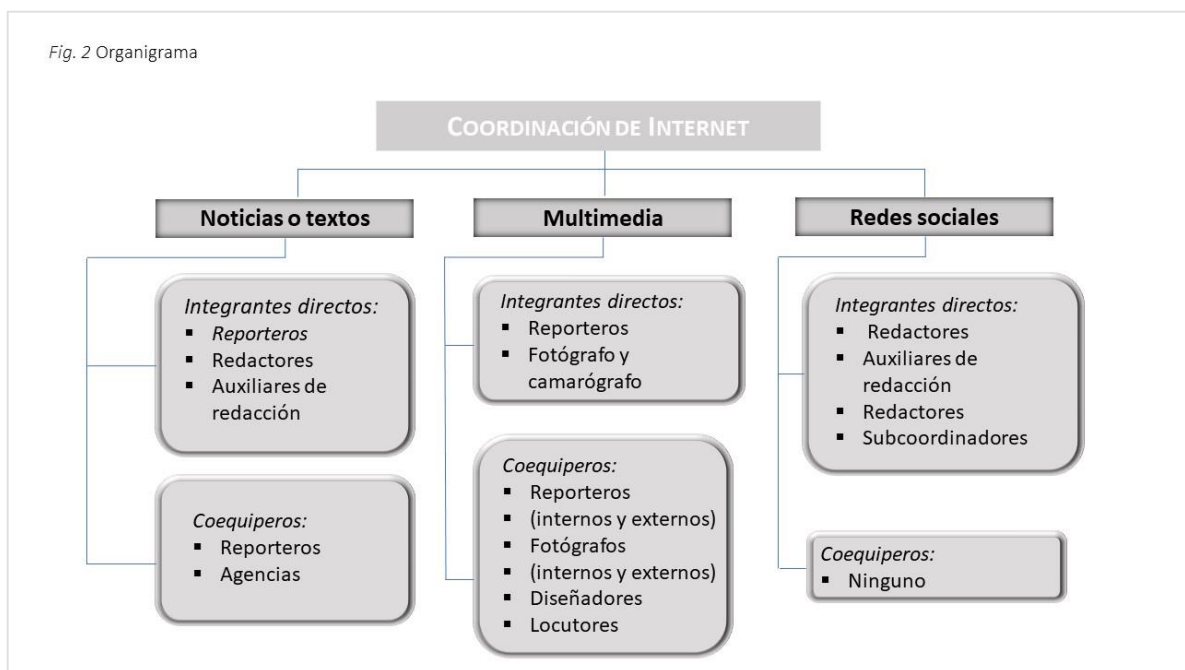 Fig. 2 Organigrama
COORDINACIÓN DE INTERNET
Noticias o textos
Integrantes directos:
▪ Reporteros
▪ Redactores
▪ Auxiliares de
redacción
Coequiperos:
▪ Reporteros
▪ Agencias
Multimedia
Integrantes directos:
▪ Reporteros
▪ Fotógrafo y
camarógrafo
Coequiperos:
▪ Reporteros
▪ (internos y externos)
▪ Fotógrafos
▪ (internos y externos)
▪ Diseñadores
▪ Locutores
Redes sociales
Integrantes directos:
▪ Redactores
▪ Auxiliares de
redacción
▪ Redactores
▪ Subcoordinadores
Coequiperos:
▪ Ninguno